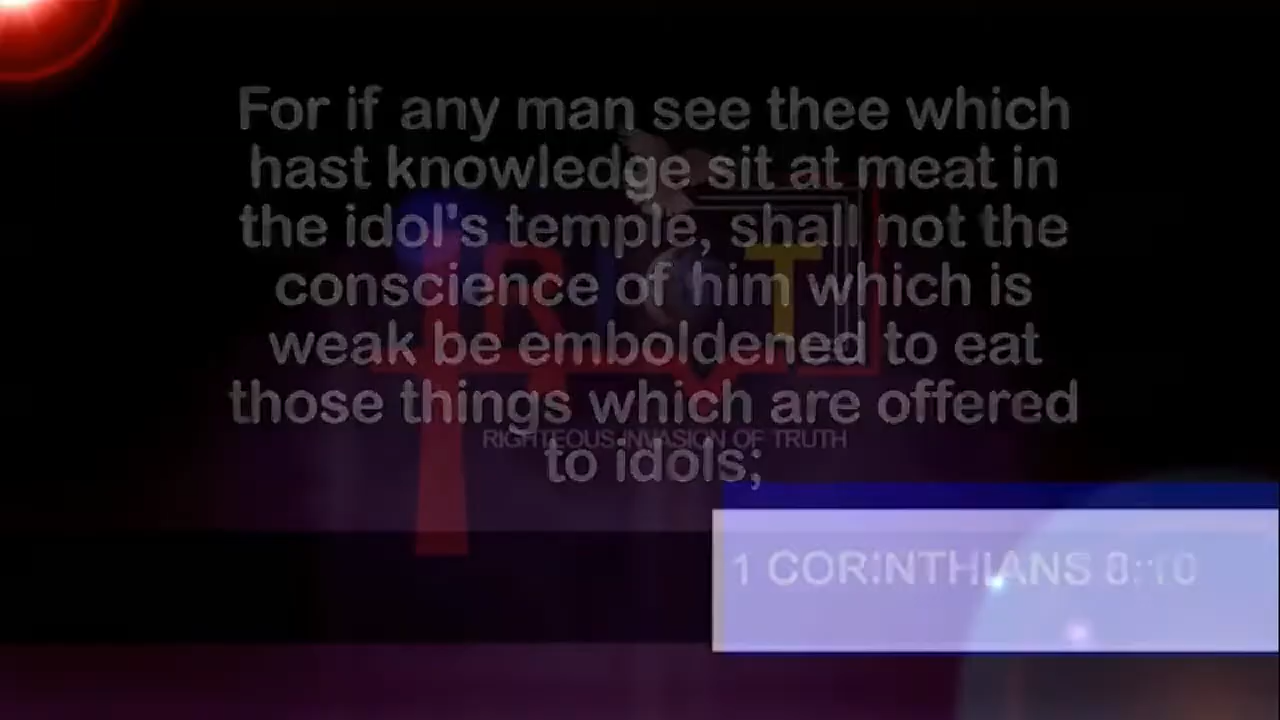 For if any man see thee which
hast knowledge sit at meat in
the idol's temple, shall not the
conscience of him which is
weak be emboldened to eat
those things which are offered
to idols;
RIOT
RIGHTEOUS INVASION OF TRUTH
1 CORINTHIANS 8:10